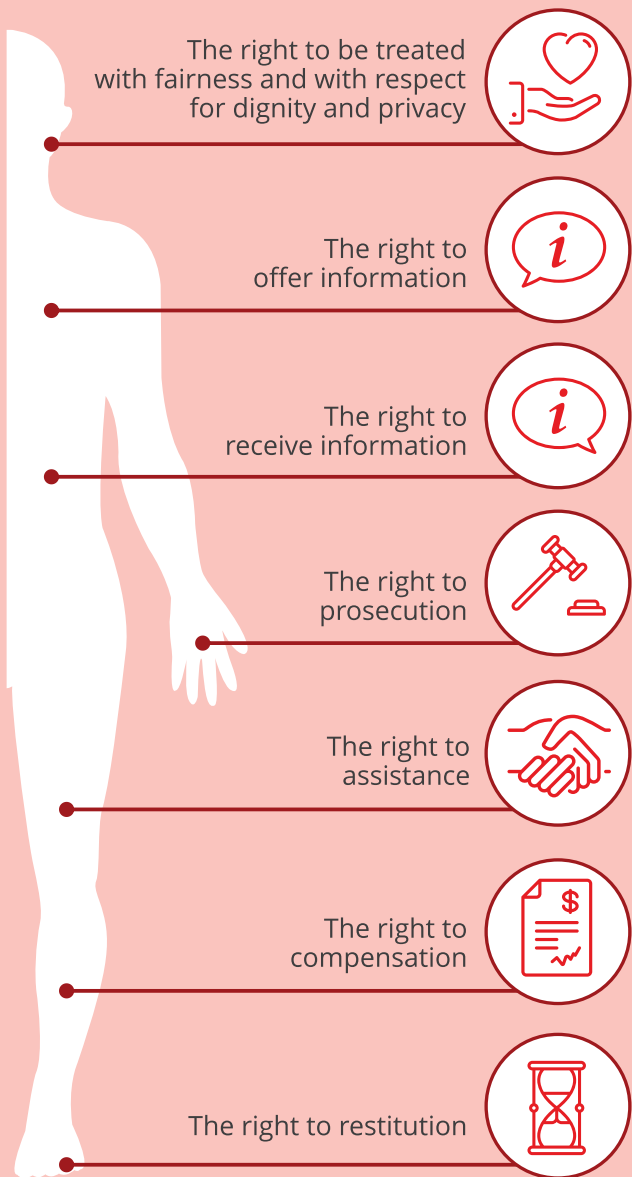 The right to be treated
with fairness and with respect
for dignity and privacy
The right to
offer information
i
The right to
receive information
i
The right to
prosecution
The right to
assistance
The right to
compensation
$
The right to restitution